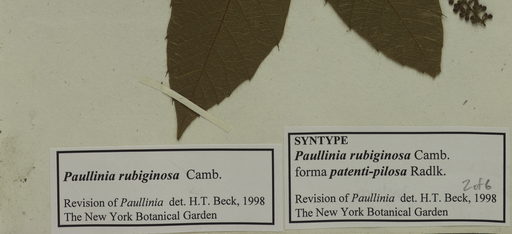 Paullinia rubiginosa Camb.
Revision of Paullinia det. H.T. Beck, 1998
The New York Botanical Garden
SYNTYPE
Paullinia rubiginosa Camb.
forma patenti-pilosa Radlk.
2 of 6
Revision of Paullinia det. H.T. Beck, 1998
The New York Botanical Garden